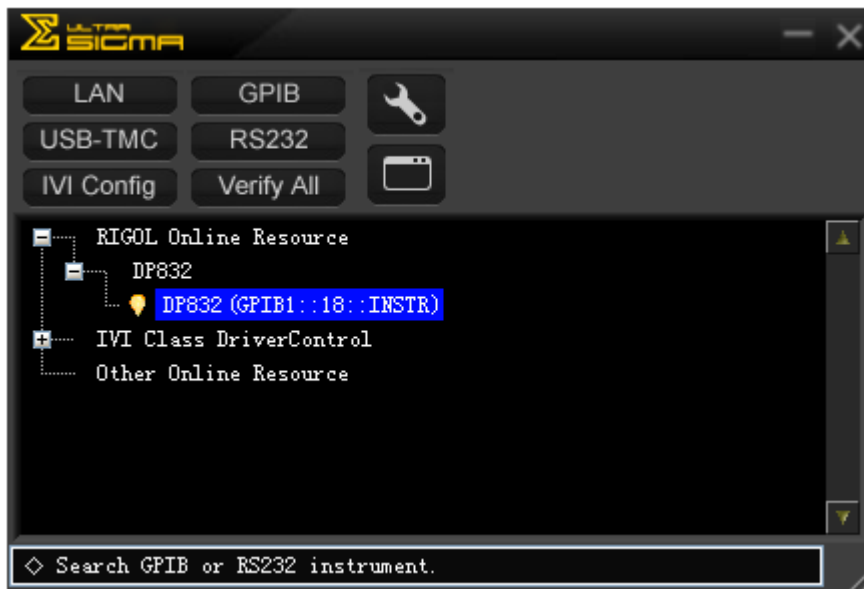 ULTRA
SIGMA
LAN GPIB
USB-TMC RS232
IVI Config Verify All
RIGOL Online Resource
DP832
DP832 (GPIB1::18::INSTR)
IVI Class DriverControl
Other Online Resource
◇ Search GPIB or RS232 instrument.